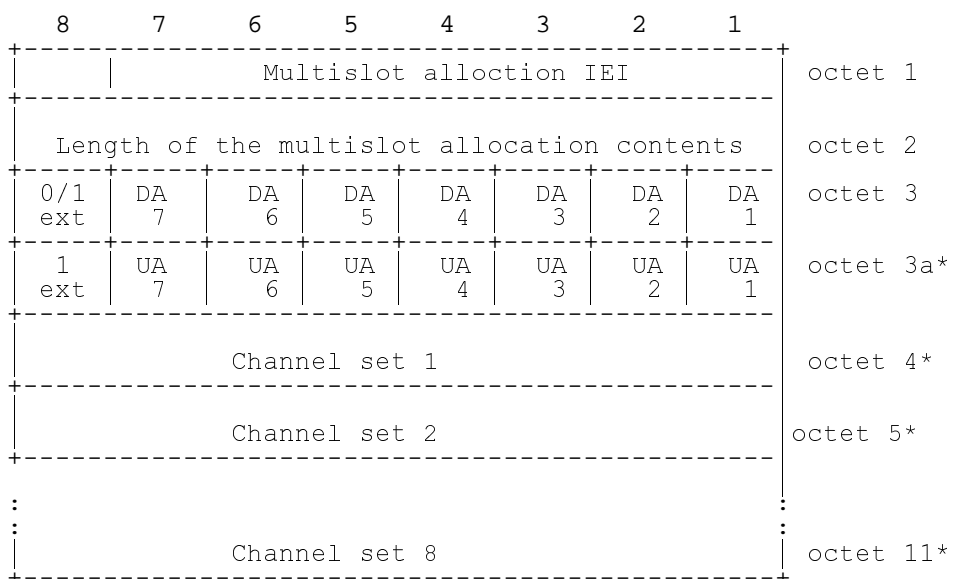 8 7 6 5 4 3 2 1
Multislot alloction IEI octet 1
Length of the multislot allocation contents octet 2
0/1 DA DA DA DA DA DA DA octet 3
ext 7 6 5 4 3 2 1
1 UA UA UA UA UA UA UA octet 3a*
ext 7 6 5 4 3 2 1
Channel set 1 octet 4*
Channel set 2 octet 5*
: :
: :
Channel set 8 octet 11*